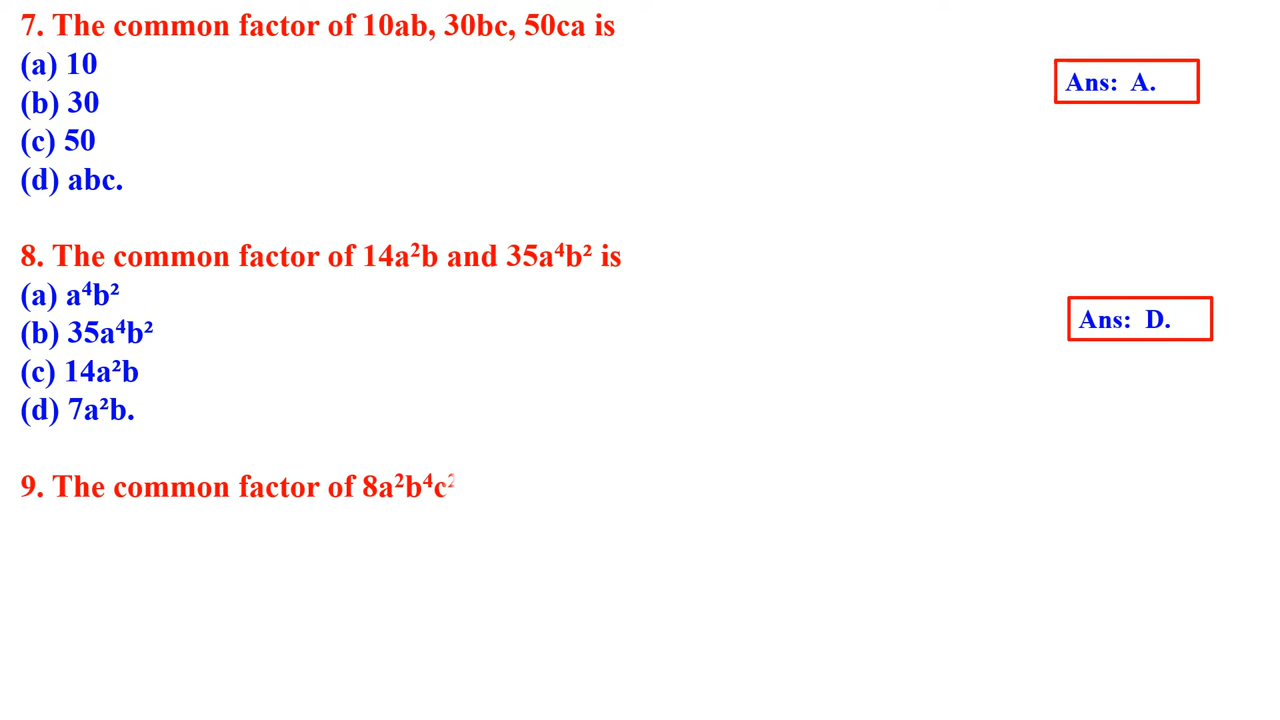 7. The common factor of 10ab, 30bc, 50ca is
(a) 10
Ans: A.
(b) 30
(c) 50
(d) abc.
8. The common factor of 14a²b and 35a⁴b² is
(a) a⁴b²
Ans: D.
(b) 35a⁴b²
(c) 14a²b
(d) 7a²b.
9. The common factor of 8a²b⁴c²